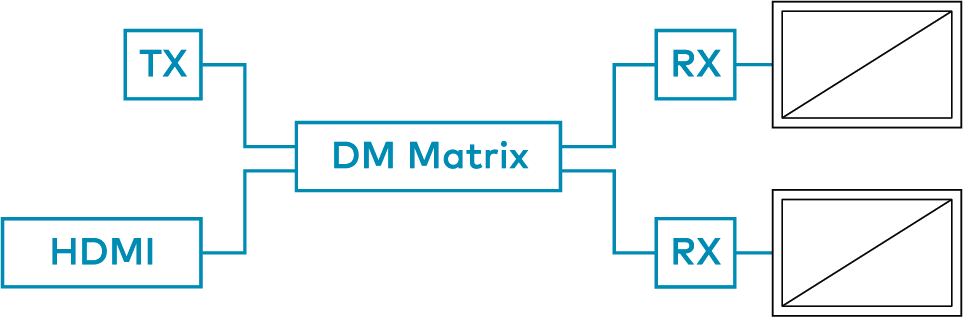 TX
RX
DM Matrix
HDMI
RX